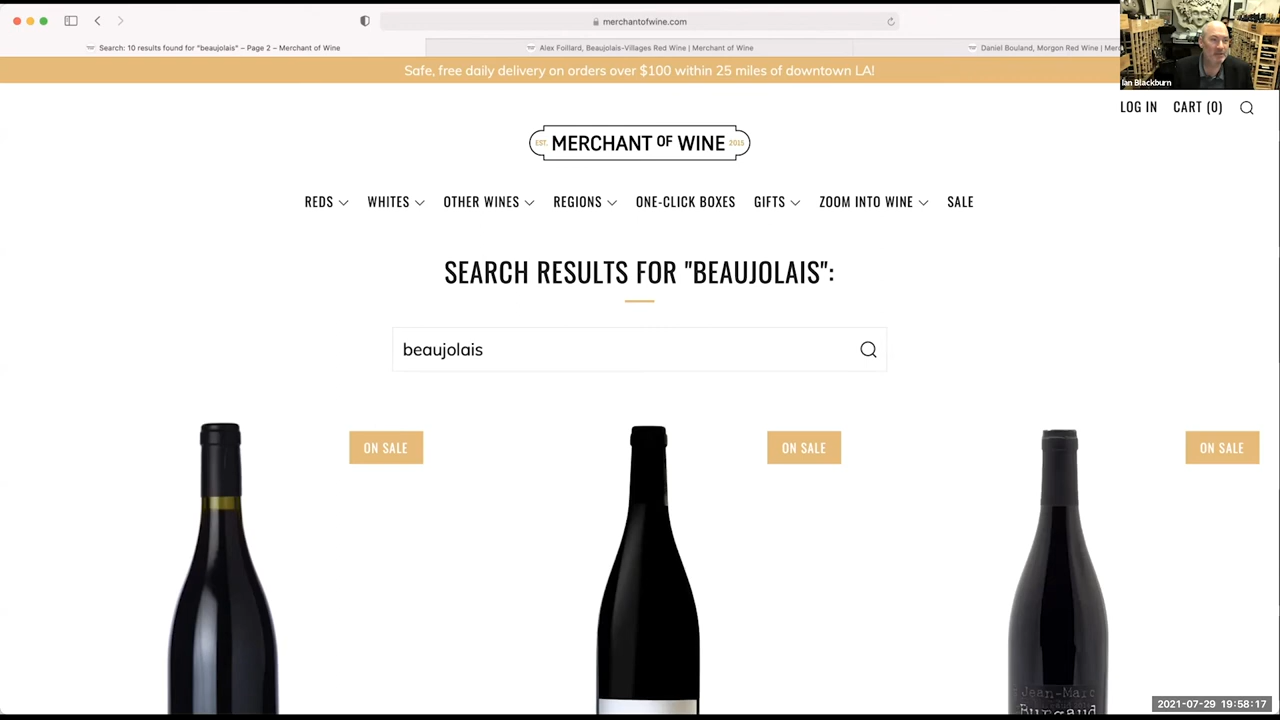 merchantofwine.com
Search: 10 results found for "beaujolais" – Page 2 – Merchant of Wine
Alex Foillard, Beaujolais-Villages Red Wine | Merchant of Wine
Daniel Bouland, Morgon Red Wine | Merc
Safe, free daily delivery on orders over $100 within 25 miles of downtown LA!
Ian Blackburn
LOG IN CART (0)
EST. MERCHANT OF WINE 2015
REDS WHITES OTHER WINES REGIONS ONE-CLICK BOXES GIFTS ZOOM INTO WINE SALE
SEARCH RESULTS FOR "BEAUJOLAIS":
beaujolais
ON SALE ON SALE ON SALE
Jean-Marc
Burgaud
2021-07-29 19:58:17